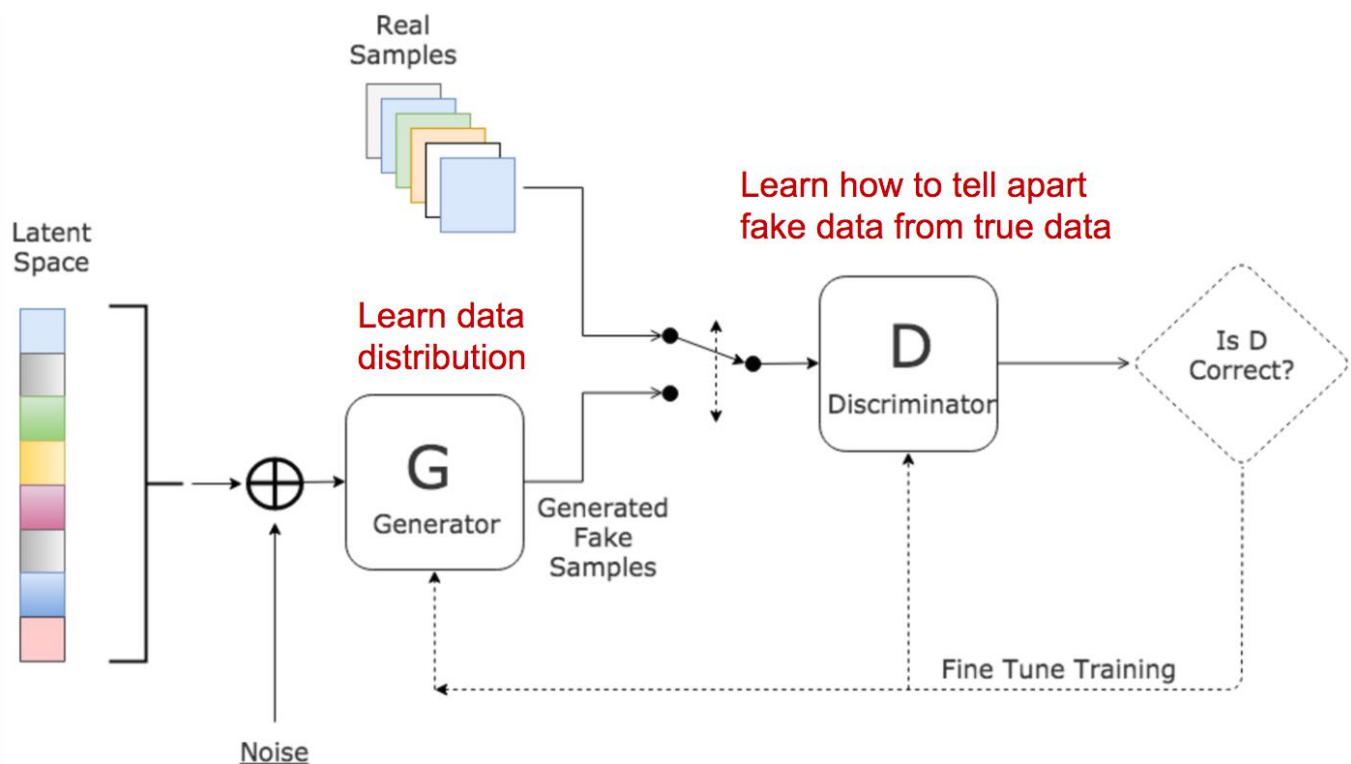 Real
Samples
Learn how to tell apart
fake data from true data
Latent
Space
Learn data
distribution
Is D
Correct?
D
Discriminator
G
Generator
Generated
Fake
Samples
Fine Tune Training
Noise